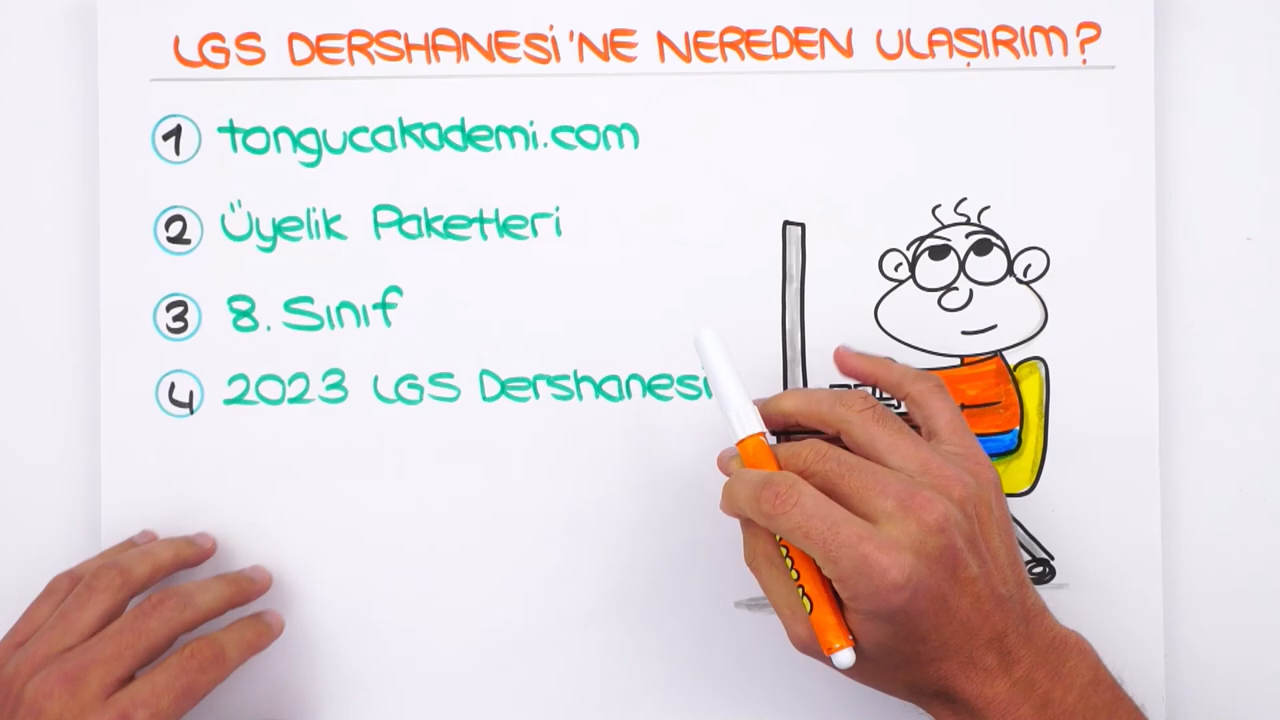 LGS DERSHANESİ'NE NEREDEN ULAŞIRIM?
1 tongucakademi.com
2 Üyelik Paketleri
3 8. Sınıf
4 2023 LGS Dershanesi